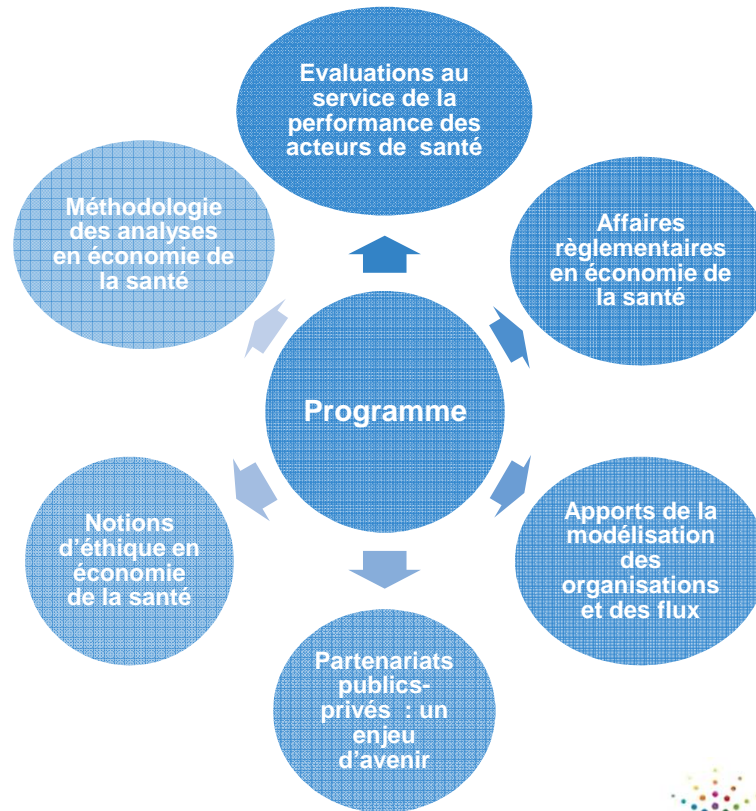 Evaluations au
service de la
performance des
acteurs de santé
Méthodologie
des analyses
en économie de
la santé
Affaires
règlementaires
en économie de
la santé
Programme
Notions
d'éthique en
économie
de la santé
Apports de la
modélisation
des
organisations
et des flux
Partenariats
publics-
privés : un
enjeu
d'avenir